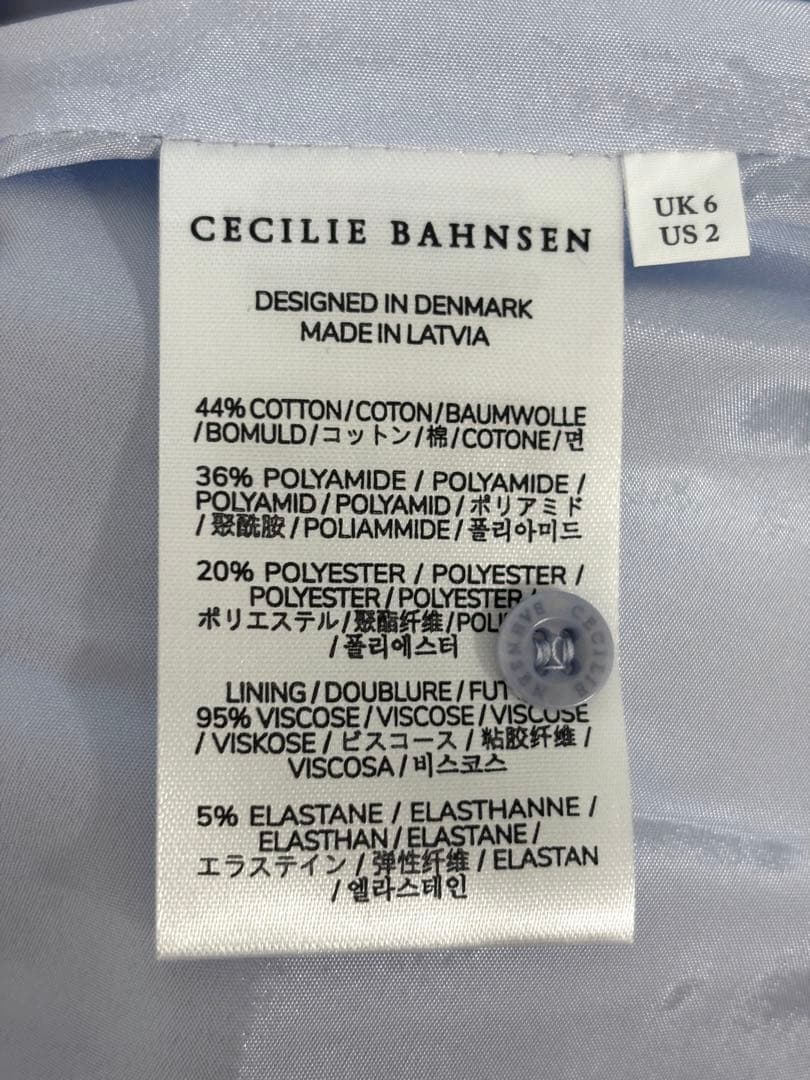 CECILIE BAHNSEN
UK 6
US 2
DESIGNED IN DENMARK
MADE IN LATVIA
44% COTTON/COTON/BAUMWOLLE
/BOMULD/コットン/棉/COTONE/면
36% POLYAMIDE / POLYAMIDE /
POLYAMID/POLYAMID/ポリアミド
/聚酰胺/POLIAMMIDE/폴리아미드
20% POLYESTER / POLYESTER /
POLYESTER/POLYESTER/
ポリエステル/聚酯纤维/
/폴리에스터
CECILIE BAHNSEN
LINING/DOUBLURE/
95% VISCOSE/VISCOSE/VISCOSE
/ VISKOSE / ビスコース / 粘胶纤维 /
VISCOSA/비스코스
5% ELASTANE / ELASTHANNE /
ELASTHAN/ELASTANE/
エラステイン / 弹性纤维 / ELASTAN
/엘라스테인